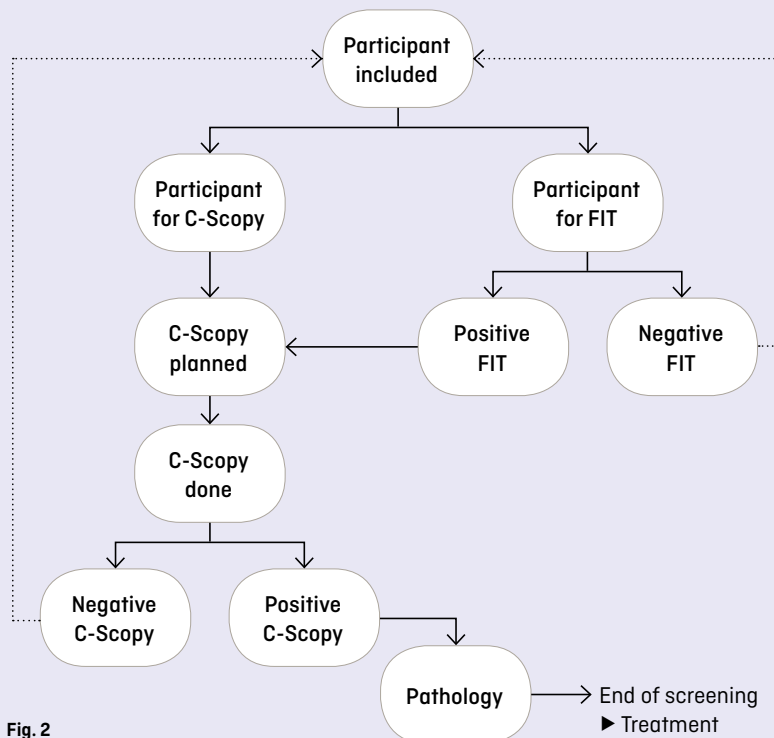 Participant
included
Participant
for C-Scopy
Participant
for FIT
C-Scopy
planned
Positive
FIT
Negative
FIT
C-Scopy
done
Negative
C-Scopy
Positive
C-Scopy
Pathology
End of screening
▶ Treatment
Fig. 2